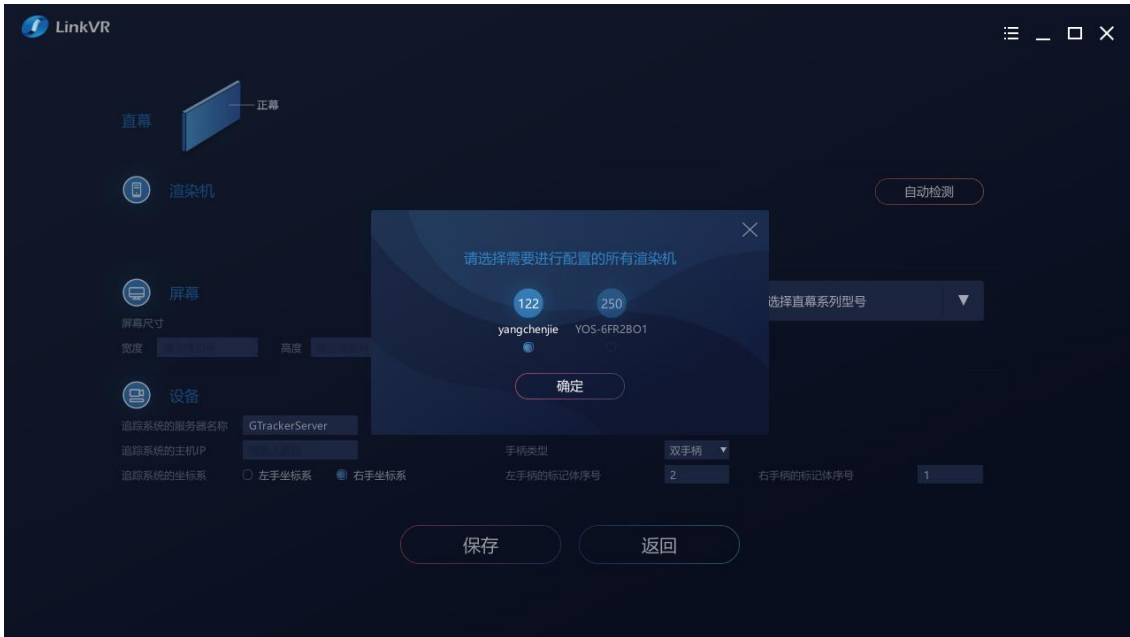 LinkVR
正幕
直幕
渲染机
自动检测
请选择需要进行配置的所有渲染机
122 250
yangchenjie YOS-6FR2BO1
确定
屏幕
选择直幕系列型号
屏幕尺寸
宽度 高度
设备
追踪系统的服务器名称 GTrackerServer
追踪系统的主机IP 手柄类型 双手柄
追踪系统的坐标系 左手坐标系 右手坐标系 左手柄的标记体序号 2 右手柄的标记体序号 1
保存 返回